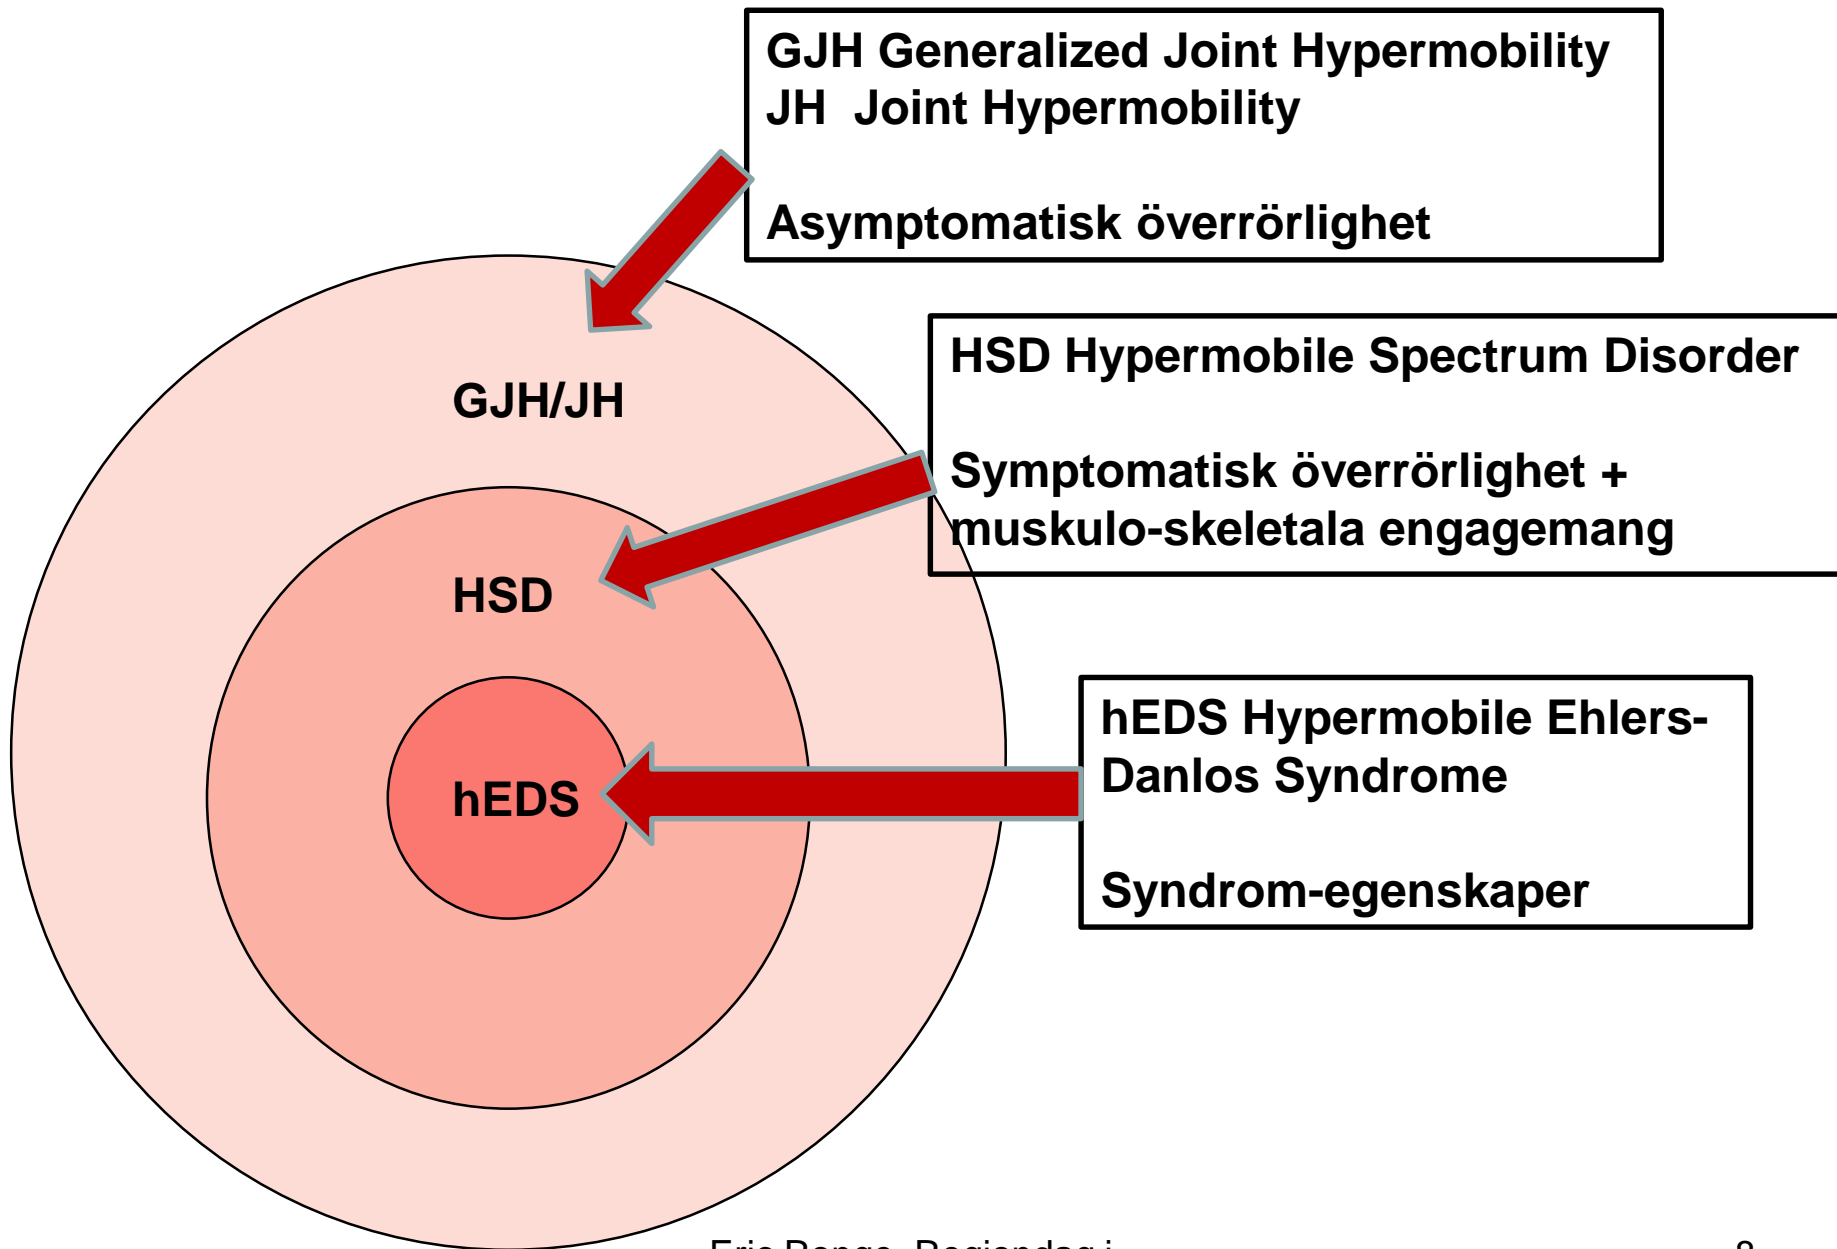 GJH Generalized Joint Hypermobility
JH Joint Hypermobility
Asymptomatisk överrörlighet
HSD Hypermobile Spectrum Disorder
Symptomatisk överrörlighet +
muskulo-skeletala engagemang
hEDS Hypermobile Ehlers-
Danlos Syndrome
Syndrom-egenskaper
GJH/JH
HSD
hEDS